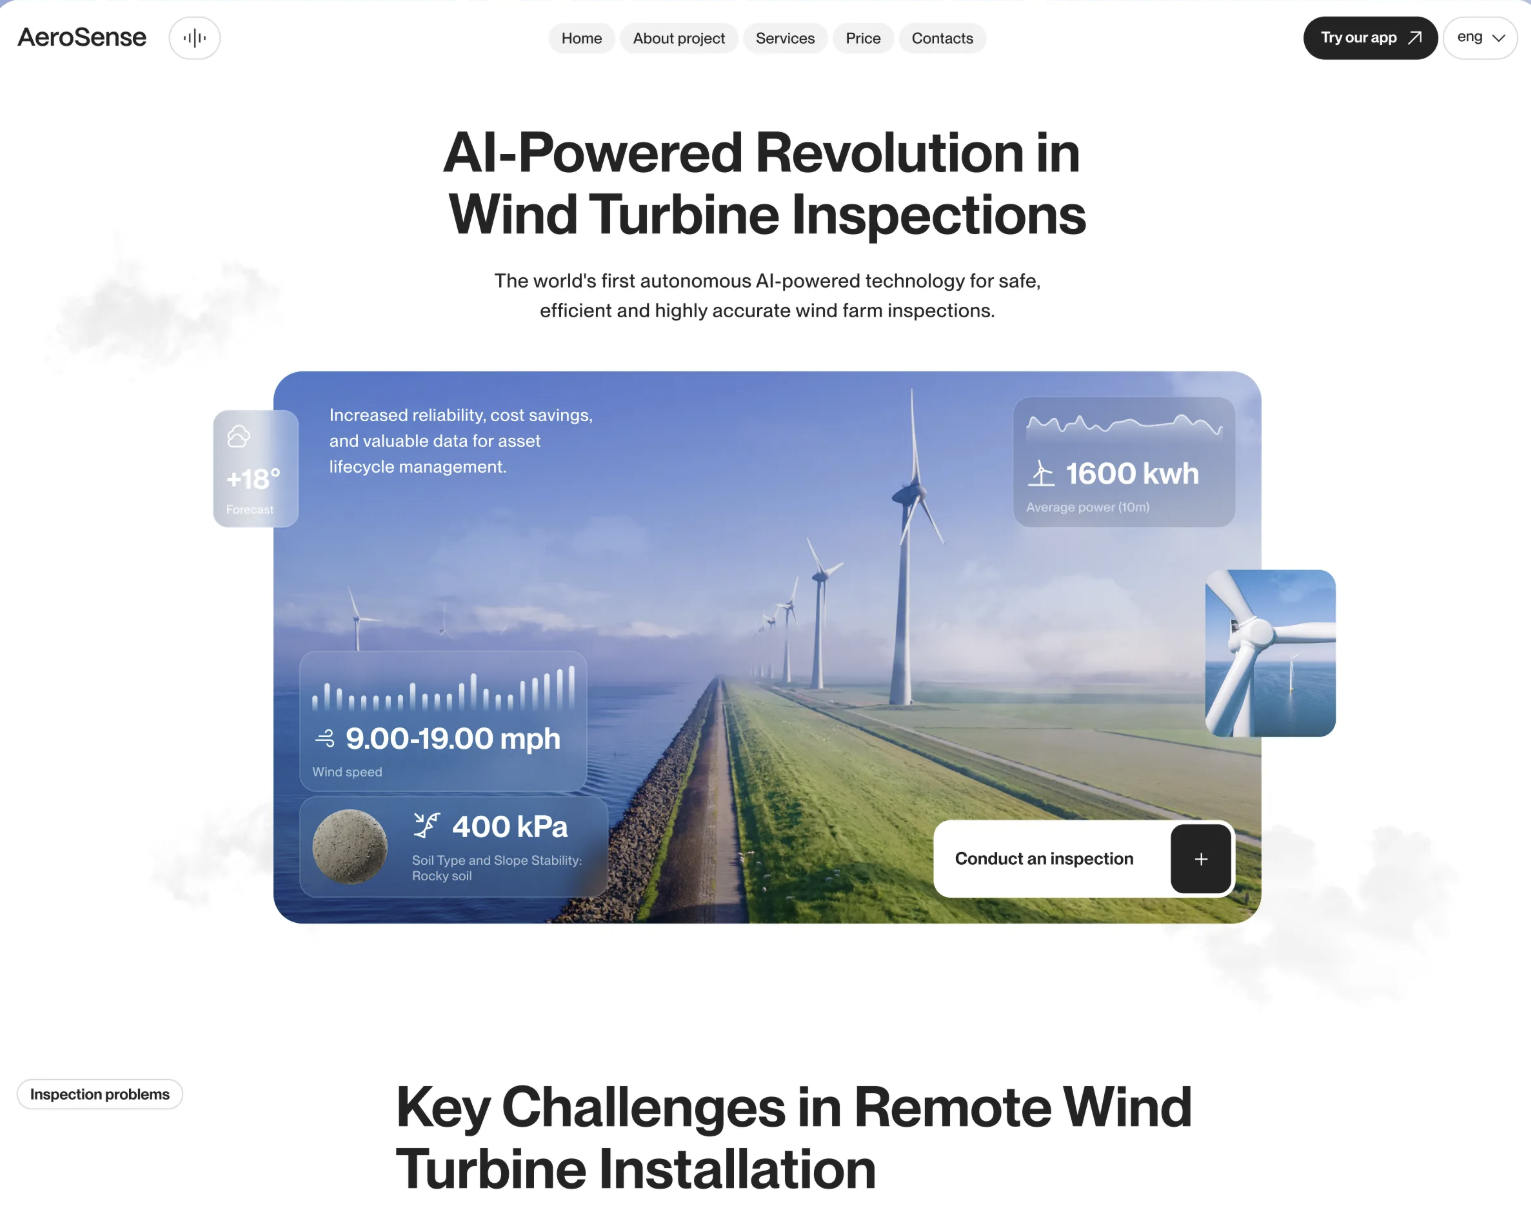 AeroSense
Home
About project
Services
Price
Contacts
Try our app
eng
AI-Powered Revolution in
Wind Turbine Inspections
The world's first autonomous AI-powered technology for safe,
efficient and highly accurate wind farm inspections.
+18°
Forecast
Increased reliability, cost savings,
and valuable data for asset
lifecycle management.
1600 kwh
Average power (10m)
9.00-19.00 mph
Wind speed
400 kPa
Soil Type and Slope Stability:
Rocky soil
Conduct an inspection
+
Inspection problems
Key Challenges in Remote Wind
Turbine Installation